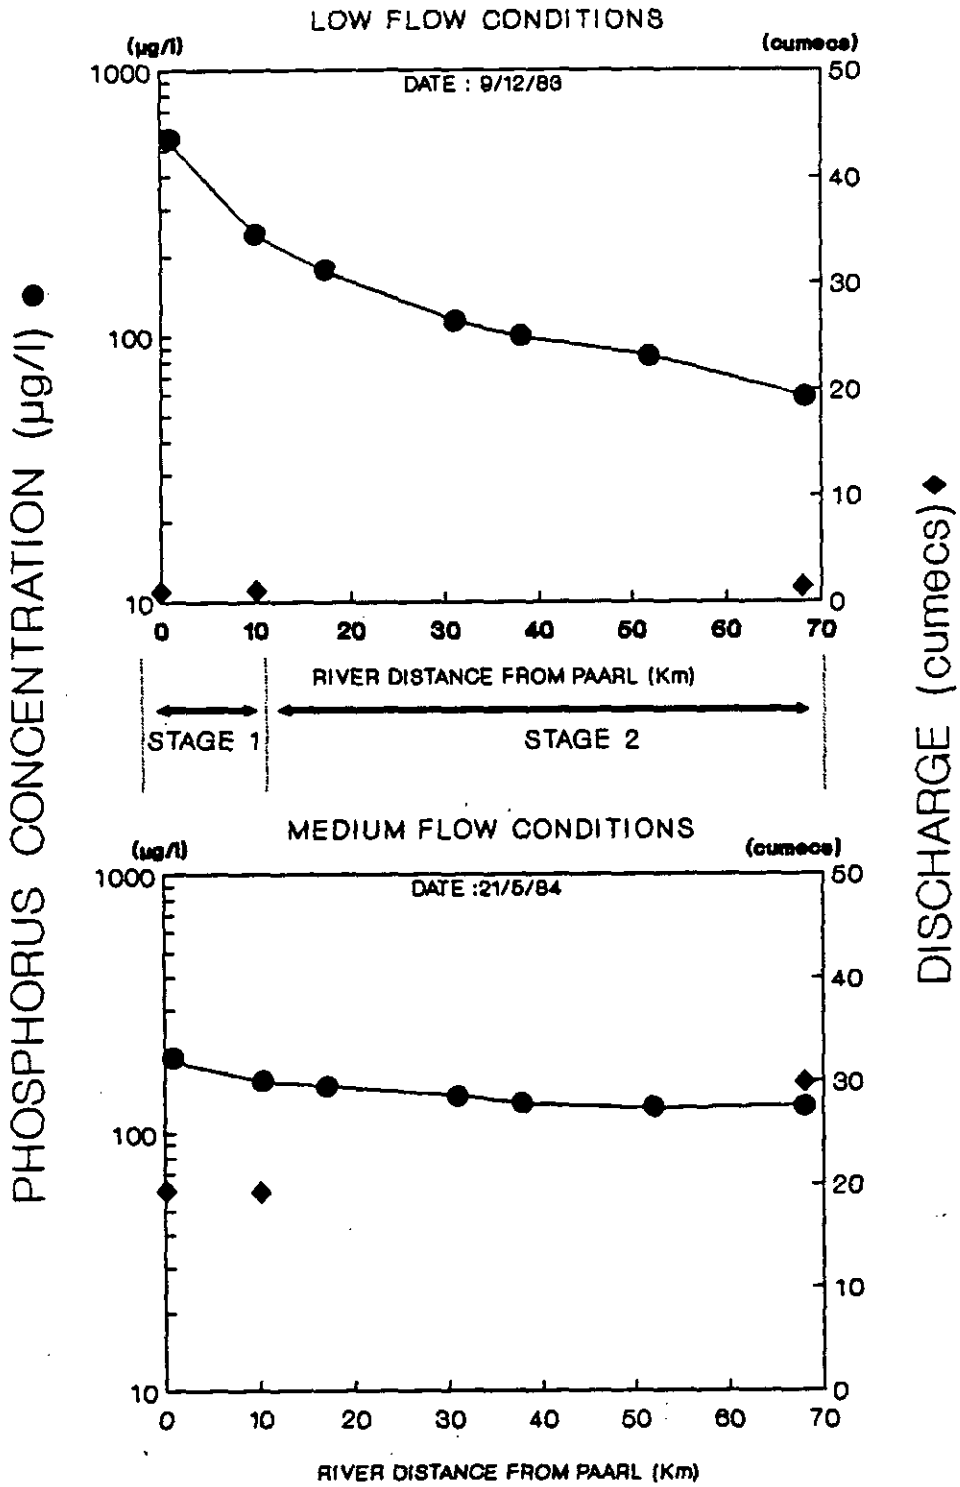 LOW FLOW CONDITIONS
(µg/l)
(cumecs)
DATE : 9/12/83
1000
100
10
50
40
30
20
10
0
0 10 20 30 40 50 60 70
RIVER DISTANCE FROM PAARL (Km)
STAGE 1
STAGE 2
MEDIUM FLOW CONDITIONS
(µg/l)
(cumecs)
DATE :21/5/84
1000
100
10
50
40
30
20
10
0
0 10 20 30 40 50 60 70
RIVER DISTANCE FROM PAARL (Km)
PHOSPHORUS CONCENTRATION (µg/l) ●
DISCHARGE (cumecs) ◆